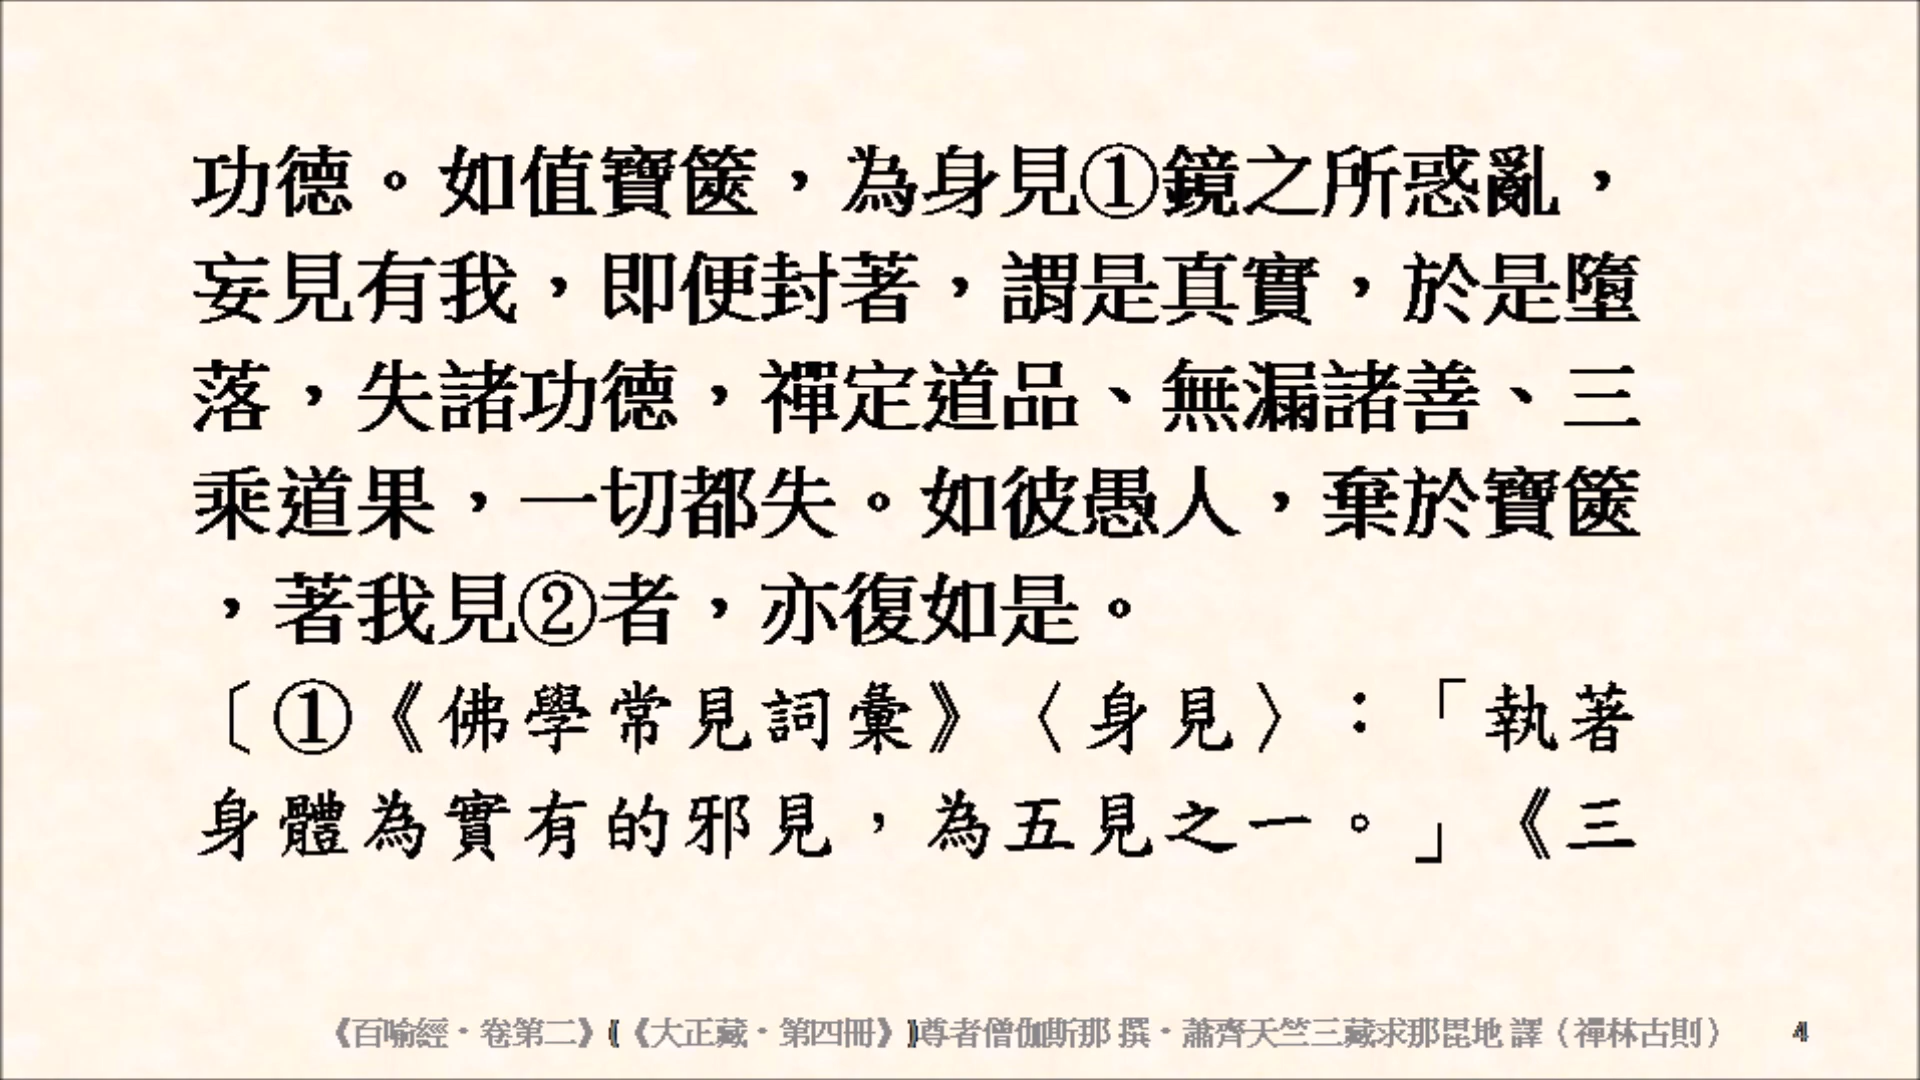 功德。如值寶篋，為身見①鏡之所惑亂，
妄見有我，即便封著，謂是真實，於是墮
落，失諸功德，禪定道品、無漏諸善、三
乘道果，一切都失。如彼愚人，棄於寶篋
，著我見②者，亦復如是。
〔①《佛學常見詞彙》〈身見〉：「執著
身體為實有的邪見，為五見之一。」《三
《百喻經·卷第二》(《大正藏·第四冊》)尊者僧伽斯那 撰·蕭齊天竺三藏求那毘地 譯（禪林古則） 4